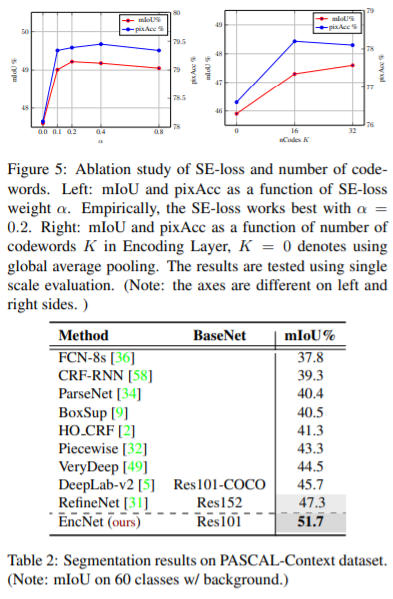 mIoU%
pixAcc %
50
49
48
mIoU %
80
79.5
79
78.5
78
pixAcc %
0.0 0.1 0.2 0.4 0.8
α
mIoU%
pixAcc %
49
48
47
46
mIoU %
79
78
77
76
pixAcc %
0 16 32
nCodes K
Figure 5: Ablation study of SE-loss and number of code-
words. Left: mIoU and pixAcc as a function of SE-loss
weight α. Empirically, the SE-loss works best with α =
0.2. Right: mIoU and pixAcc as a function of number of
codewords K in Encoding Layer, K = 0 denotes using
global average pooling. The results are tested using single
scale evaluation. (Note: the axes are different on left and
right sides. )
Method BaseNet mIoU%
FCN-8s [36] 37.8
CRF-RNN [58] 39.3
ParseNet [34] 40.4
BoxSup [9] 40.5
HO_CRF [2] 41.3
Piecewise [32] 43.3
VeryDeep [49] 44.5
DeepLab-v2 [5] Res101-COCO 45.7
RefineNet [31] Res152 47.3
EncNet (ours) Res101 51.7
Table 2: Segmentation results on PASCAL-Context dataset.
(Note: mIoU on 60 classes w/ background.)